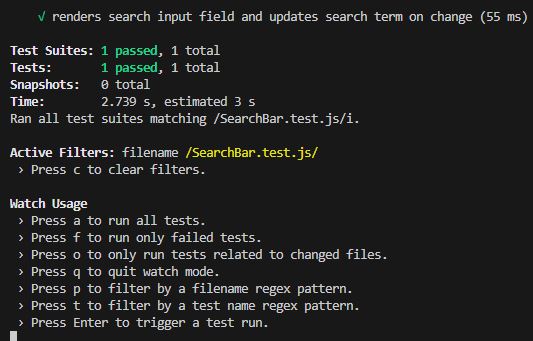 √ renders search input field and updates search term on change (55 ms)
Test Suites: 1 passed, 1 total
Tests: 1 passed, 1 total
Snapshots: 0 total
Time: 2.739 s, estimated 3 s
Ran all test suites matching /SearchBar.test.js/i.
Active Filters: filename /SearchBar.test.js/
› Press c to clear filters.
Watch Usage
› Press a to run all tests.
› Press f to run only failed tests.
› Press o to only run tests related to changed files.
› Press q to quit watch mode.
› Press p to filter by a filename regex pattern.
› Press t to filter by a test name regex pattern.
› Press Enter to trigger a test run.